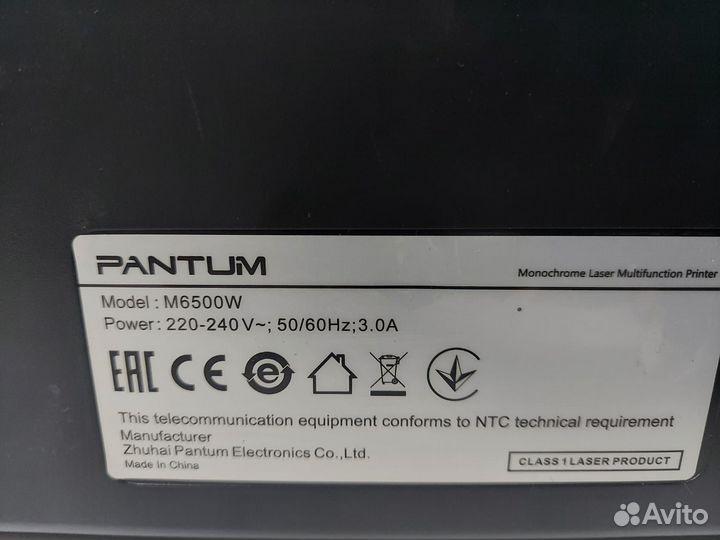 PANTUM
Monochrome Laser Multifunction Printer
Model : M6500W
Power: 220-240V~; 50/60Hz;3.0A
EAC CE
This telecommunication equipment conforms to NTC technical requirement
Manufacturer
Zhuhai Pantum Electronics Co.,Ltd.
Made in China
CLASS 1 LASER PRODUCT
Avito